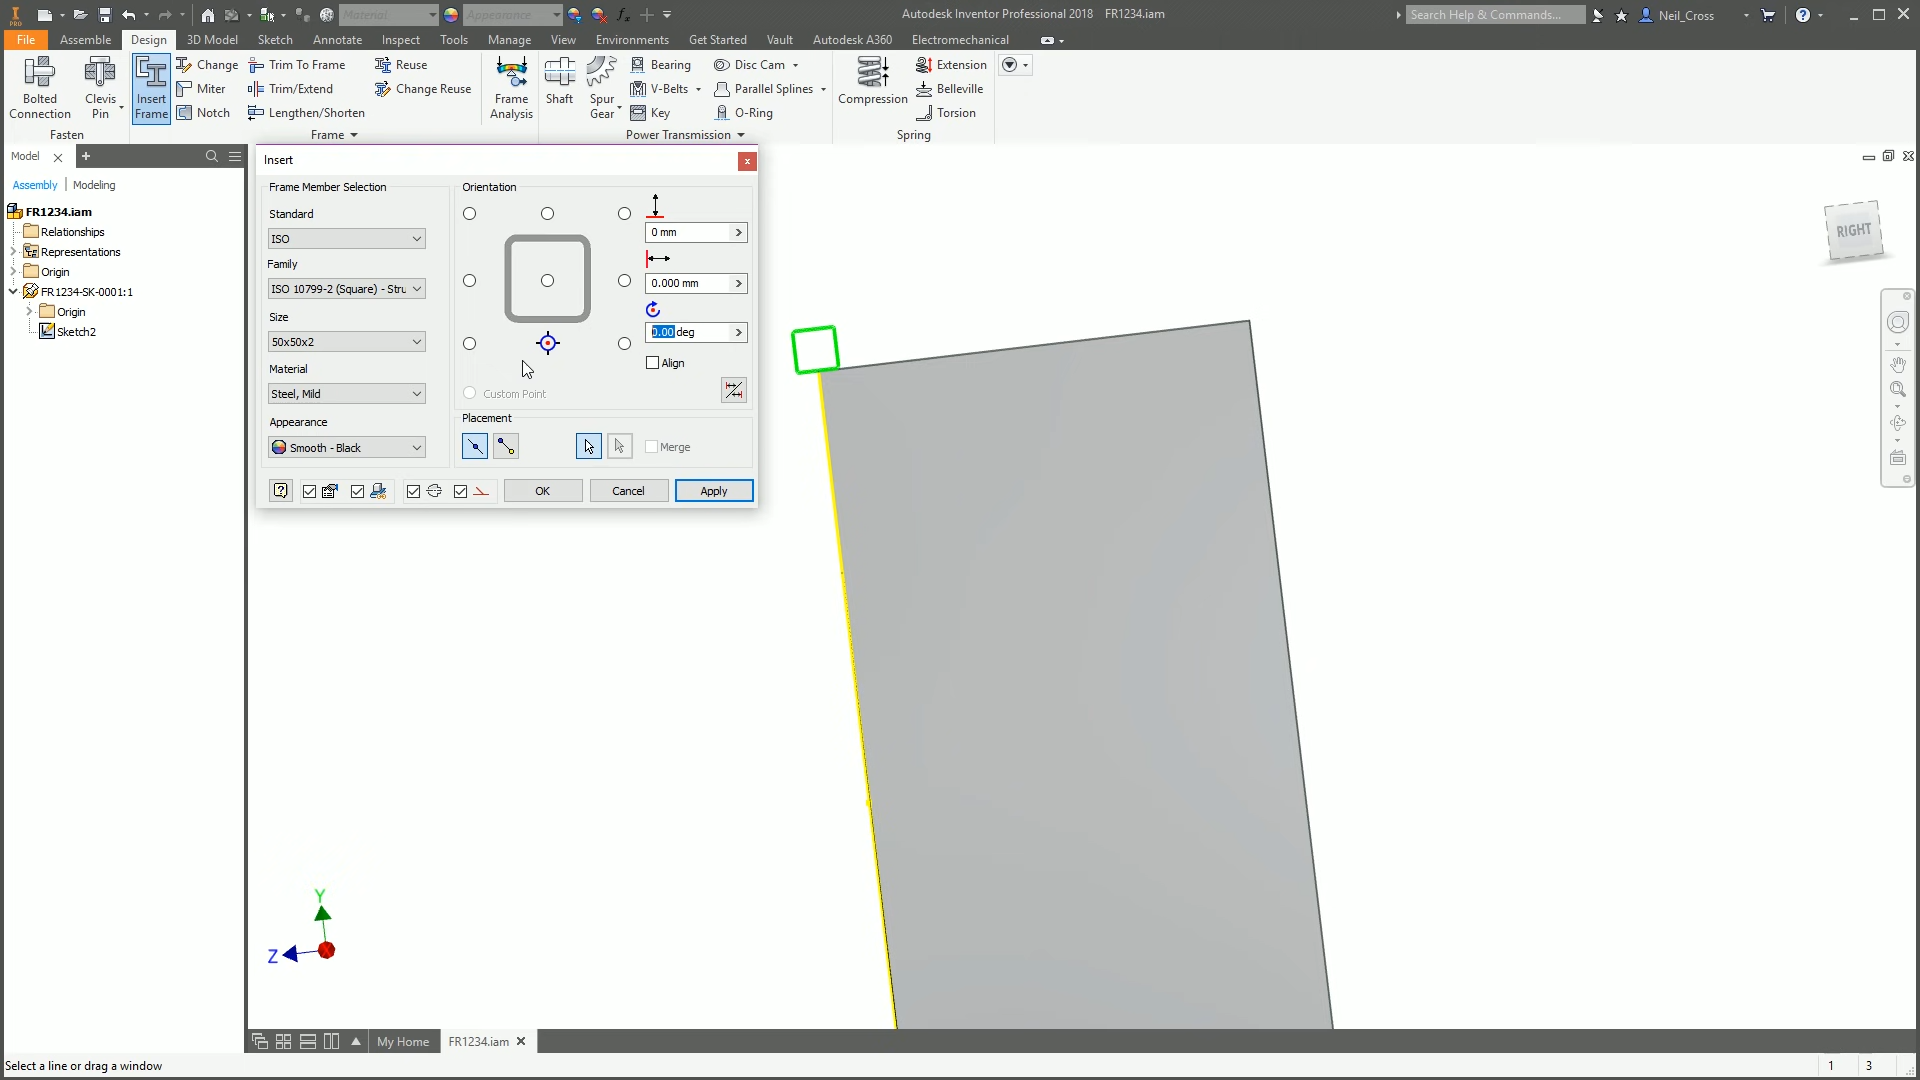 Material
Appearance
Autodesk Inventor Professional 2018 FR1234.iam
Search Help & Commands...
Neil_Cross
File Assemble Design 3D Model Sketch Annotate Inspect Tools Manage View Environments Get Started Vault Autodesk A360 Electromechanical
Bolted Connection
Clevis Pin
Insert Frame
Change
Miter
Notch
Trim To Frame
Trim/Extend
Lengthen/Shorten
Reuse
Change Reuse
Frame Analysis
Shaft
Spur Gear
Bearing
V-Belts
Key
Disc Cam
Parallel Splines
O-Ring
Compression
Extension
Belleville
Torsion
Fasten
Frame
Power Transmission
Spring
Model
Assembly Modeling
FR1234.iam
Relationships
Representations
Origin
FR1234-SK-0001:1
Origin
Sketch2
Insert
Frame Member Selection
Standard
ISO
Family
ISO 10799-2 (Square) - Stru
Size
50x50x2
Material
Steel, Mild
Appearance
Smooth - Black
Orientation
0 mm
0.000 mm
0.00 deg
Align
Custom Point
Placement
Merge
OK
Cancel
Apply
RIGHT
Y
Z
My Home
FR1234.iam
Select a line or drag a window
1 3